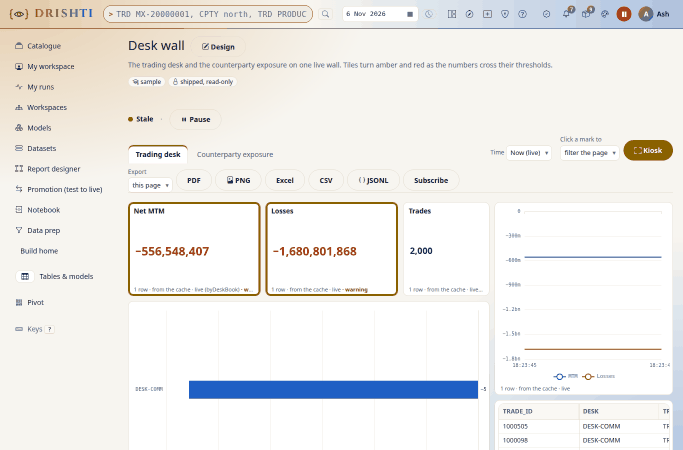 { } DRISHTI
> TRD MX-20000001, CPTY north, TRD PRODUC
6 Nov 2026
7
9
A Ash
Catalogue
My workspace
My runs
Workspaces
Models
Datasets
Report designer
Promotion (test to live)
Notebook
Data prep
Build home
Tables & models
Pivot
Keys ?
Desk wall
Design
The trading desk and the counterparty exposure on one live wall. Tiles turn amber and red as the numbers cross their thresholds.
sample
shipped, read-only
Stale ·
Pause
Trading desk
Counterparty exposure
Time Now (live)
Click a mark to
filter the page
Kiosk
Export
this page
PDF
PNG
Excel
CSV
{} JSONL
Subscribe
Net MTM
−556,548,407
1 row · from the cache · live (byDeskBook) · w...
Losses
−1,680,801,868
1 row · from the cache · live · warning
Trades
2,000
1 row · from the cache · live...
0
−300m
−600m
−900m
−1.2bn
−1.5bn
−1.8bn
18:23:45
18:23:4
MTM
Losses
1 row · from the cache · live
DESK-COMM
−5
TRADE_ID DESK TF
1000505 DESK-COMM TF
1000098 DESK-COMM TF